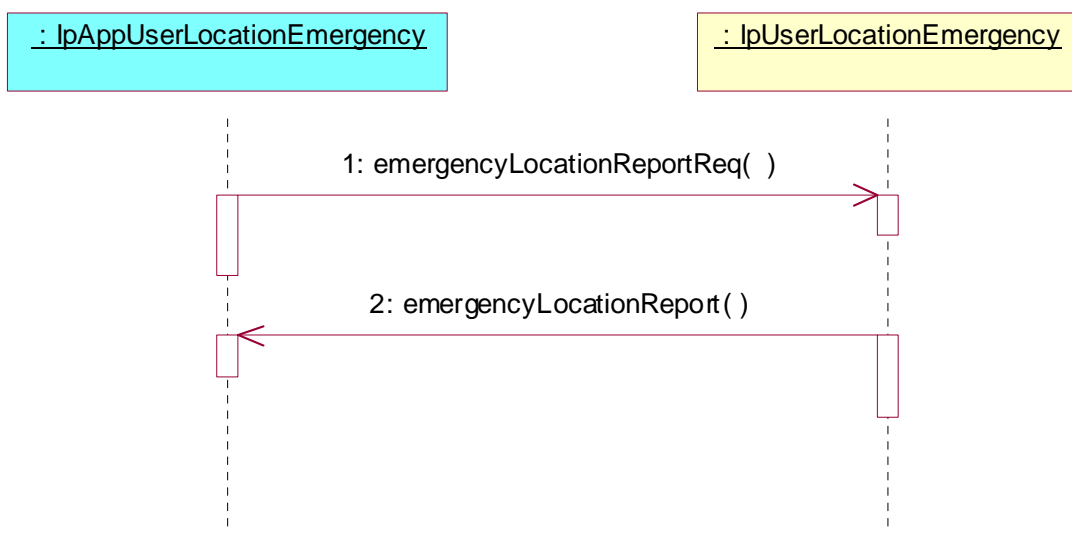 : IpAppUserLocationEmergency
: IpUserLocationEmergency
1: emergencyLocationReportReq( )
2: emergencyLocationReport( )